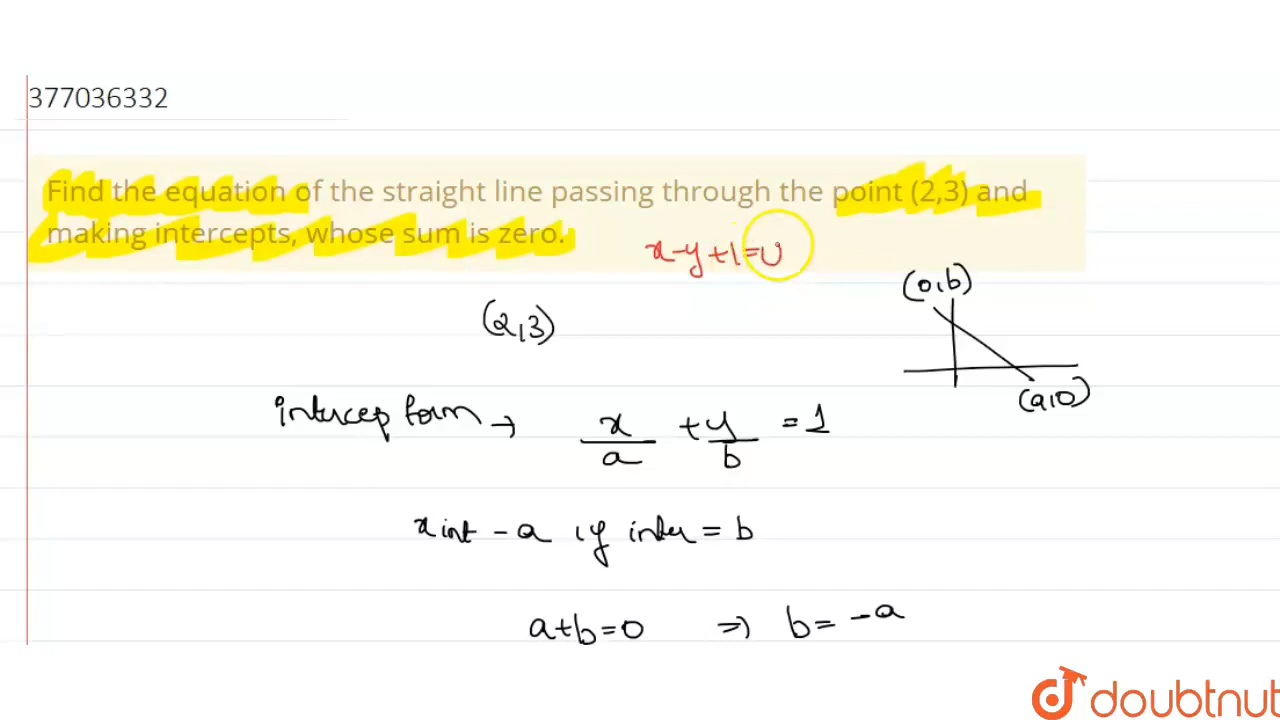 377036332
Find the equation of the straight line passing through the point (2,3) and
making intercepts, whose sum is zero.
x-y+1=0
(0,b)
(2,3)
(a,0)
intercep form → x/a + y/b = 1
x int - a , y inter = b
a+b=0 ⇒ b= -a
doubtnut